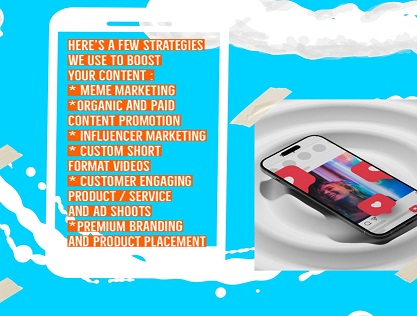 HERE'S A FEW STRATEGIES
WE USE TO BOOST
YOUR CONTENT :
* MEME MARKETING
*ORGANIC AND PAID
CONTENT PROMOTION
* INFLUENCER MARKETING
* CUSTOM SHORT
FORMAT VIDEOS
* CUSTOMER ENGAGING
PRODUCT / SERVICE
AND AD SHOOTS
*PREMIUM BRANDING
AND PRODUCT PLACEMENT